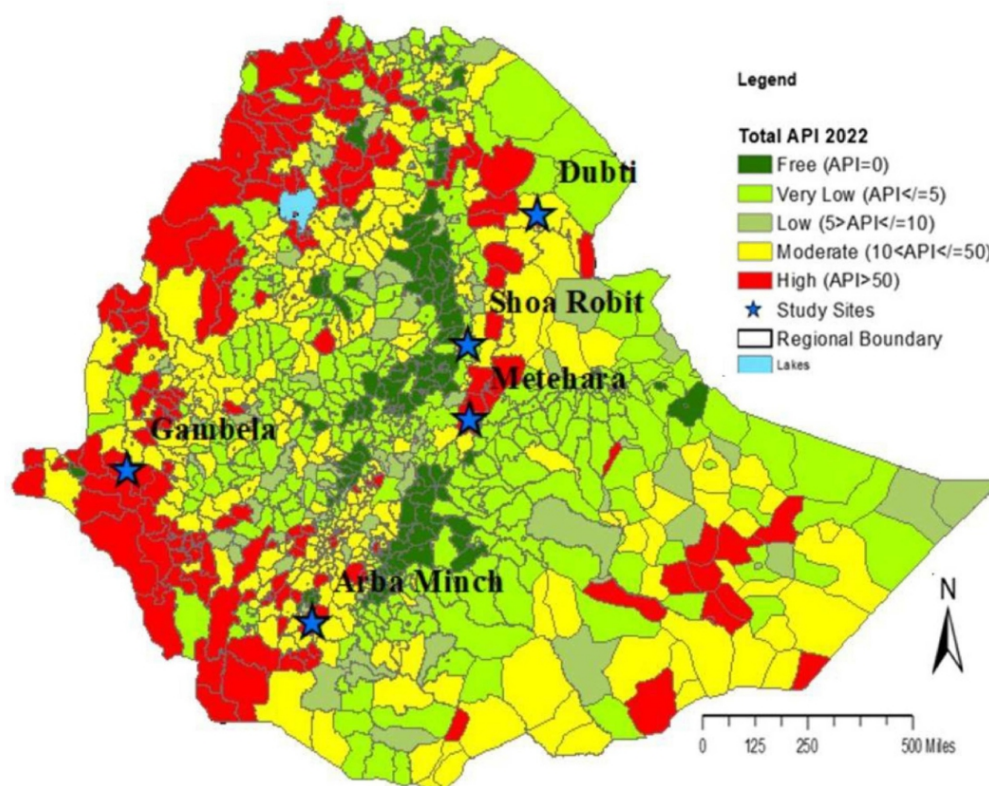 Legend
Total API 2022
Free (API=0)
Very Low (API</=5)
Low (5>API</=10)
Moderate (10<API</=50)
High (API>50)
Study Sites
Regional Boundary
Lakes
Dubti
Shoa Robit
Metehara
Gambela
Arba Minch
N
0 125 250 500 Miles